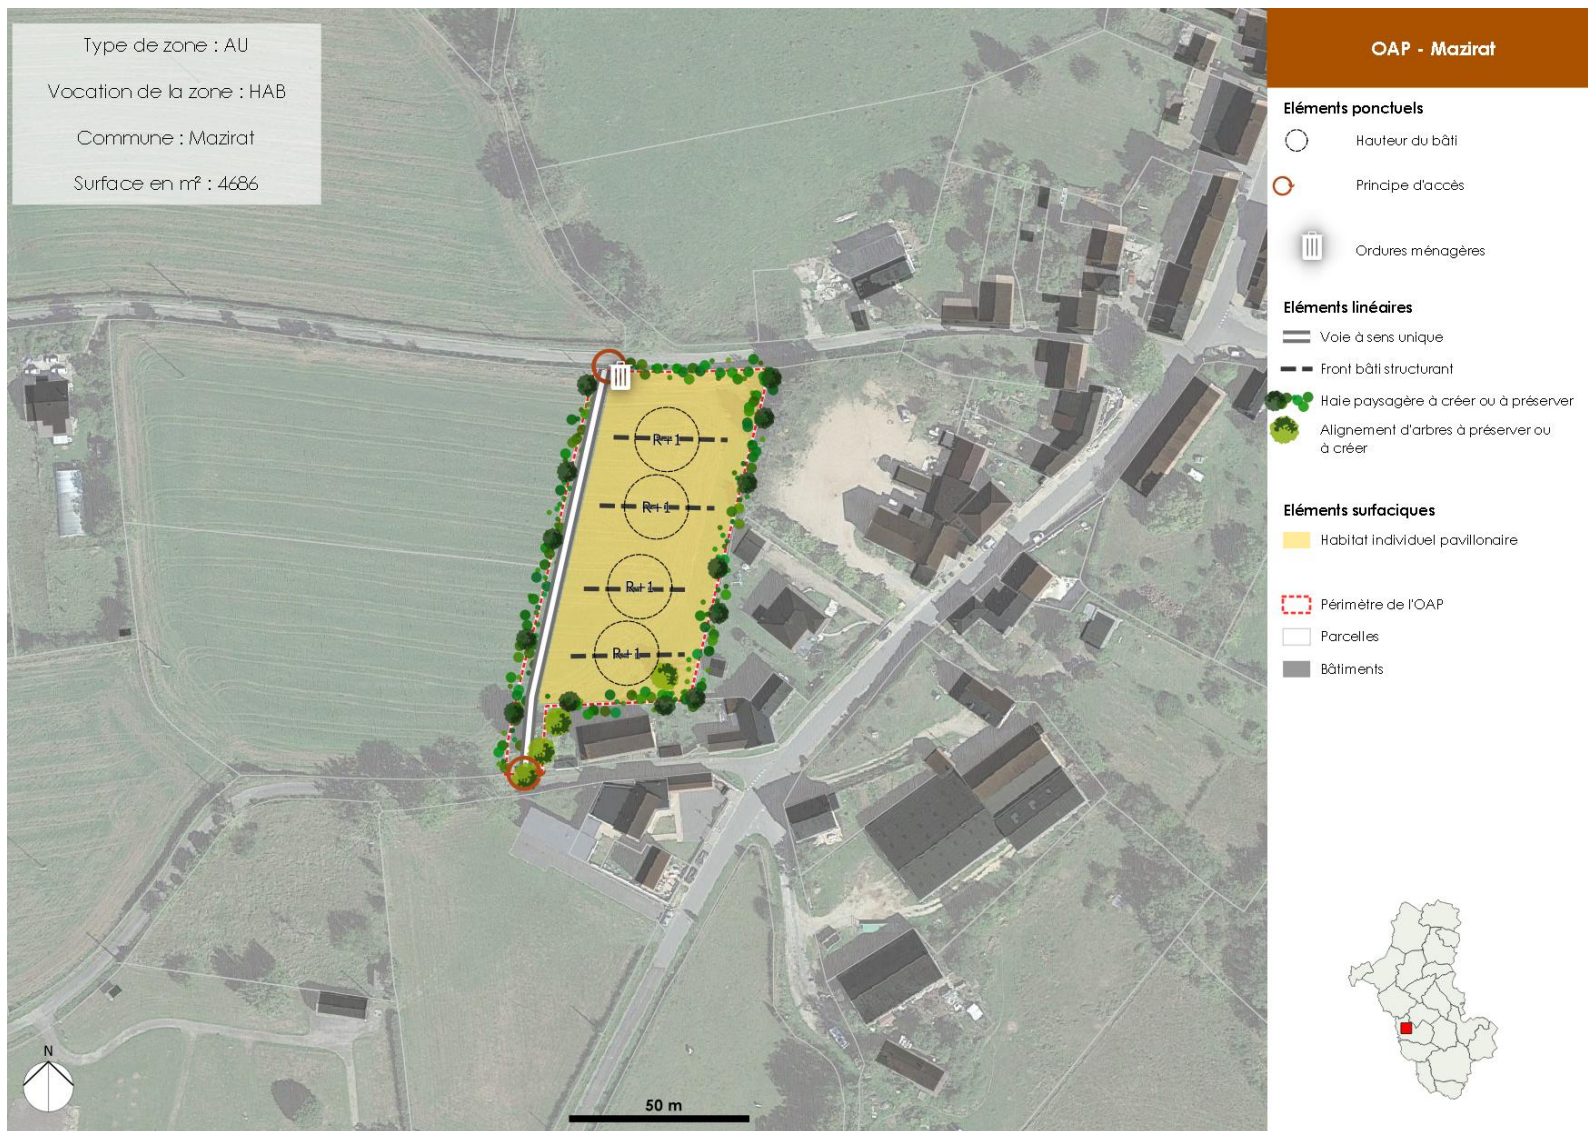 Type de zone : AU
Vocation de la zone : HAB
Commune : Mazirat
Surface en m² : 4686
R+1
R+1
R+1
R+1
N
50 m
OAP - Mazirat
Eléments ponctuels
Hauteur du bâti
Principe d'accès
Ordures ménagères
Eléments linéaires
Voie à sens unique
Front bâti structurant
Haie paysagère à créer ou à préserver
Alignement d'arbres à préserver ou
à créer
Eléments surfaciques
Habitat individuel pavillonaire
Périmètre de l'OAP
Parcelles
Bâtiments